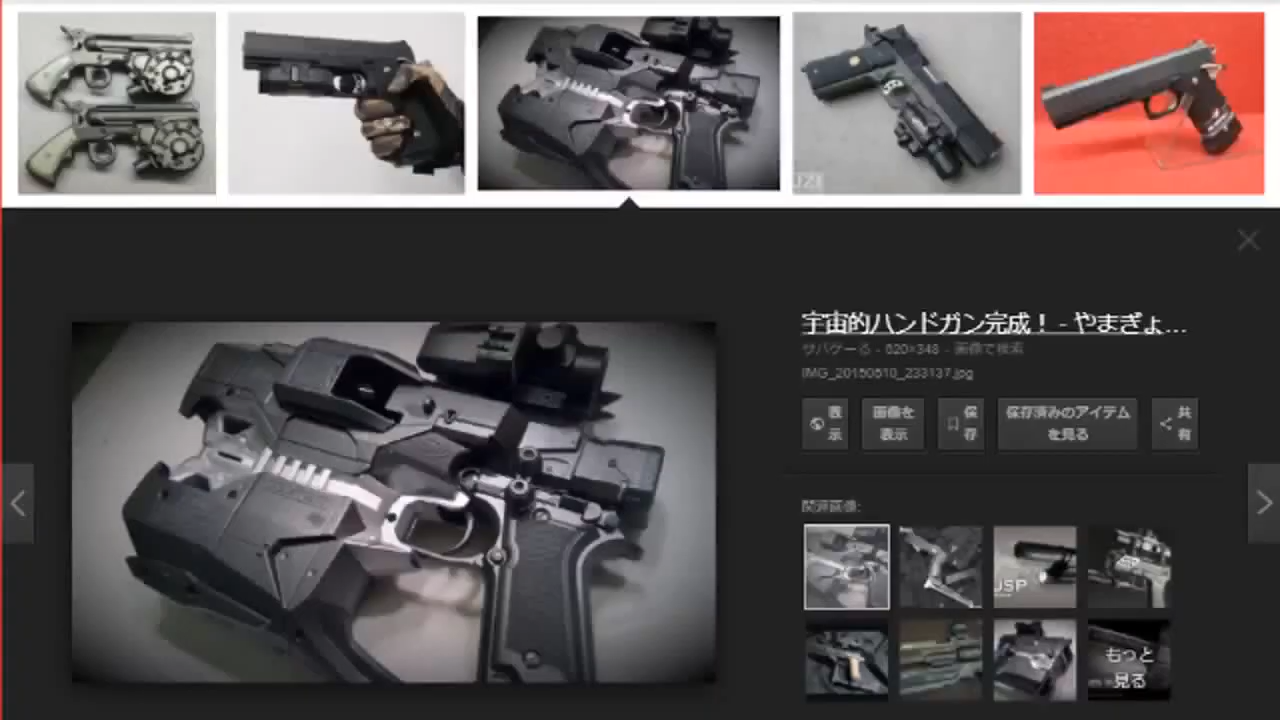 UZI
宇宙的ハンドガン完成！ - やまぎょ...
サバゲーる - 620×348 - 画像で検索
IMG_20150510_233137.jpg
表示
画像を表示
保存
保存済みのアイテムを見る
共有
関連画像:
USP
もっと見る